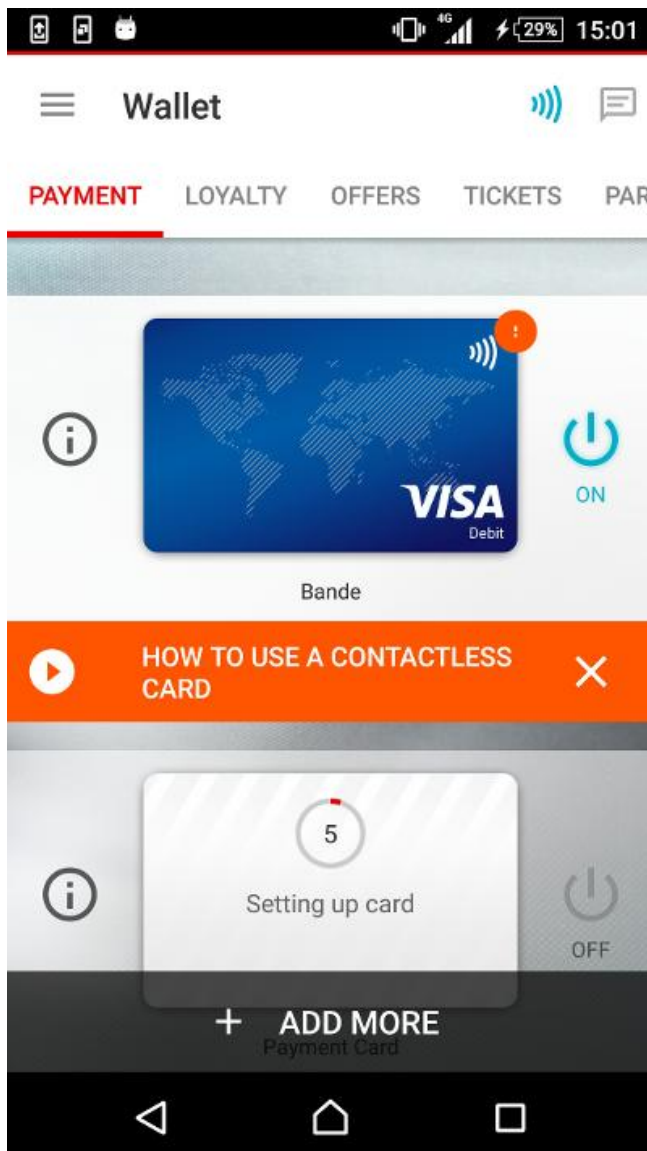 4G 29% 15:01
Wallet
PAYMENT LOYALTY OFFERS TICKETS PAR
VISA
Debit
ON
Bande
HOW TO USE A CONTACTLESS
CARD
5
Setting up card
OFF
+ ADD MORE
Payment Card